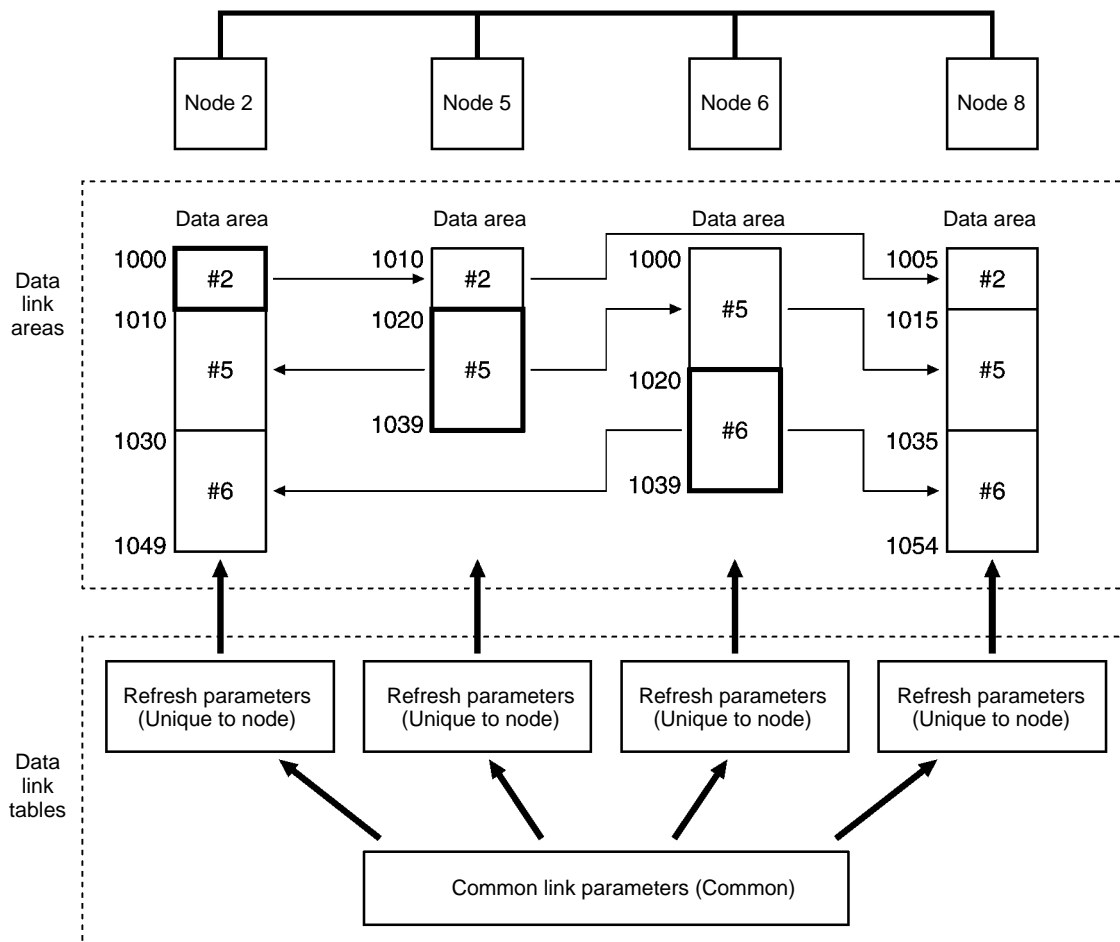 Node 2
Node 5
Node 6
Node 8
Data
link
areas
Data area
1000
#2
1010
#5
1030
#6
1049
Data area
1010
#2
1020
#5
1039
Data area
1000
#5
1020
#6
1039
Data area
1005
#2
1015
#5
1035
#6
1054
Data
link
tables
Refresh parameters
(Unique to node)
Refresh parameters
(Unique to node)
Refresh parameters
(Unique to node)
Refresh parameters
(Unique to node)
Common link parameters (Common)